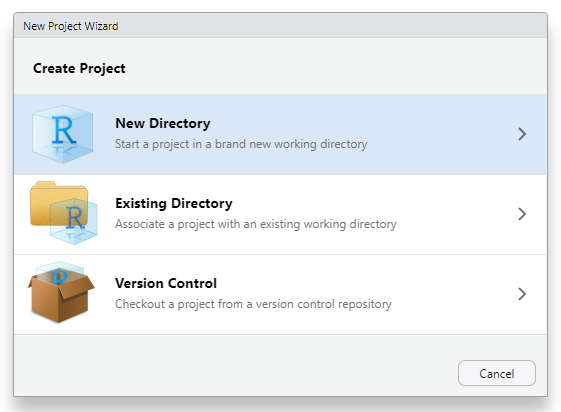 New Project Wizard
Create Project
R
New Directory
Start a project in a brand new working directory
R
Existing Directory
Associate a project with an existing working directory
R
Version Control
Checkout a project from a version control repository
Cancel